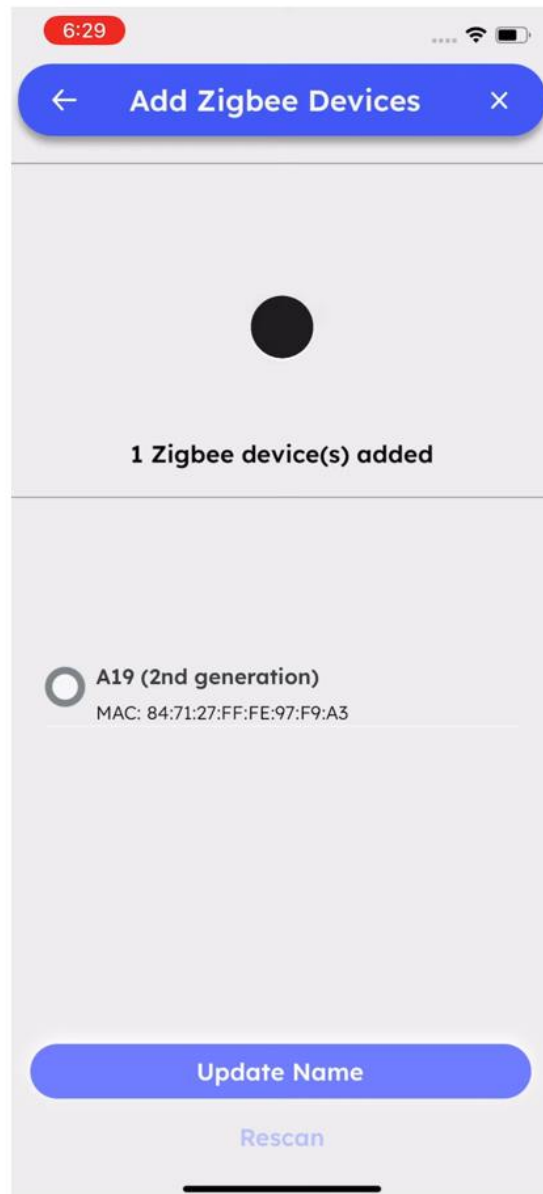 6:29
Add Zigbee Devices
1 Zigbee device(s) added
A19 (2nd generation)
MAC: 84:71:27:FF:FE:97:F9:A3
Update Name
Rescan